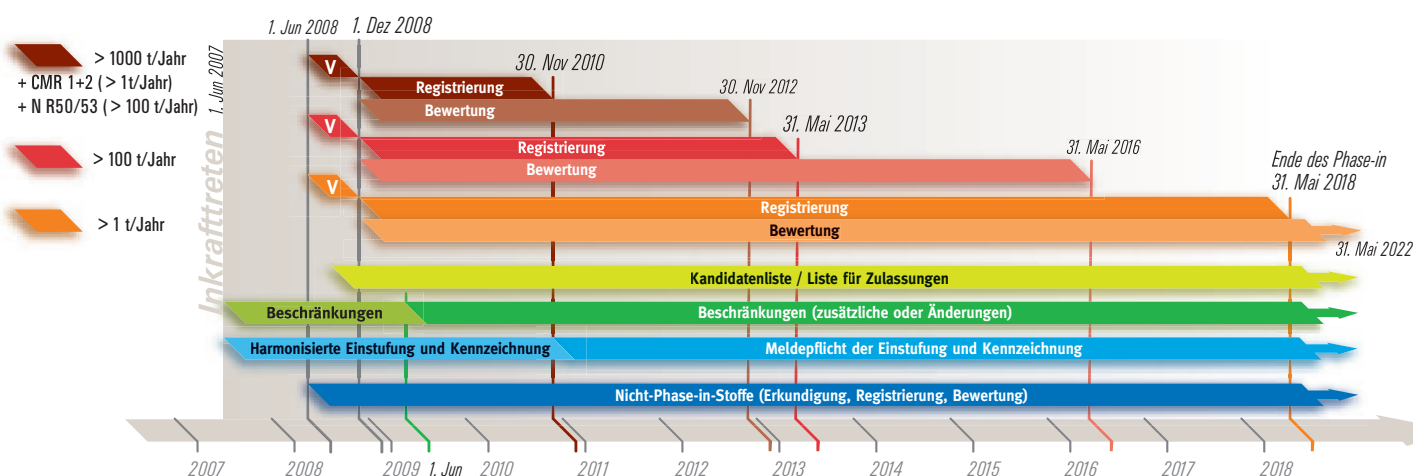 1. Jun 2008
1. Dez 2008
> 1000 t/Jahr
+ CMR 1+2 ( > 1t/Jahr)
+ N R50/53 ( > 100 t/Jahr)
> 100 t/Jahr
> 1 t/Jahr
1. Jun 2007
Inkrafttreten
V
30. Nov 2010
Registrierung
30. Nov 2012
Bewertung
V
31. Mai 2013
Registrierung
31. Mai 2016
Bewertung
Ende des Phase-in
31. Mai 2018
V
Registrierung
Bewertung
31. Mai 2022
Kandidatenliste / Liste für Zulassungen
Beschränkungen
Beschränkungen (zusätzliche oder Änderungen)
Harmonisierte Einstufung und Kennzeichnung
Meldepflicht der Einstufung und Kennzeichnung
Nicht-Phase-in-Stoffe (Erkundigung, Registrierung, Bewertung)
2007 2008 2009 1. Jun 2010 2011 2012 2013 2014 2015 2016 2017 2018